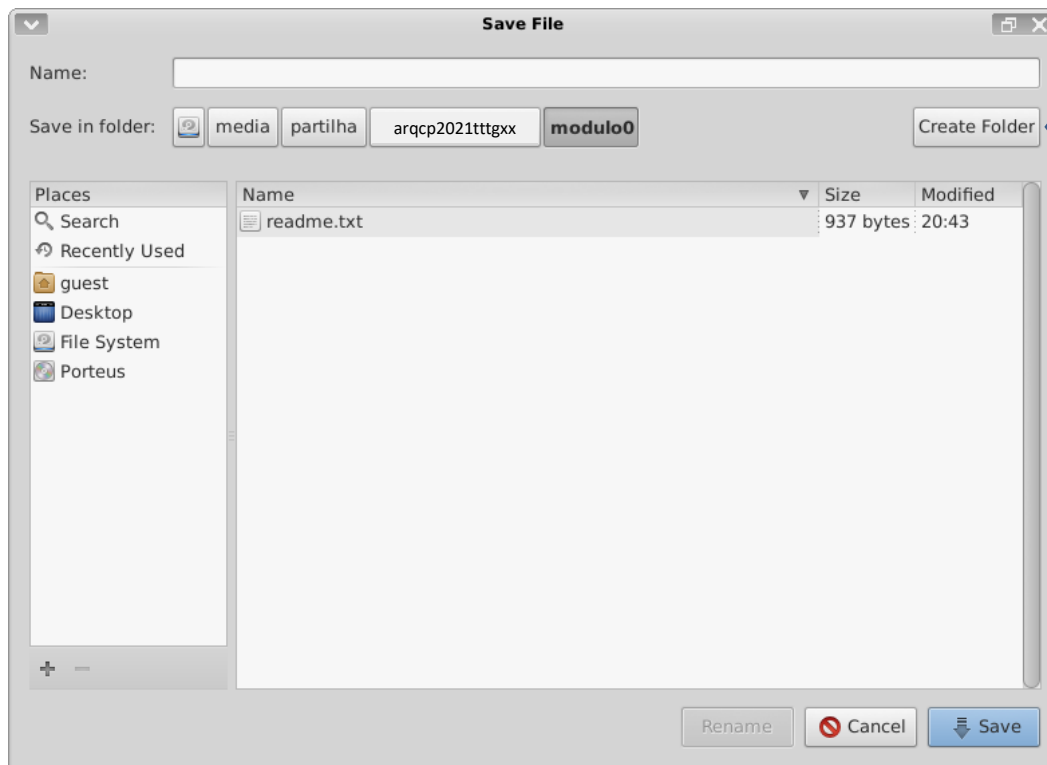 Save File
Name:
Save in folder: media partilha arqcp2021tttgxx modulo0 Create Folder
Places Name Size Modified
Search readme.txt 937 bytes 20:43
Recently Used
guest
Desktop
File System
Porteus
Rename Cancel Save